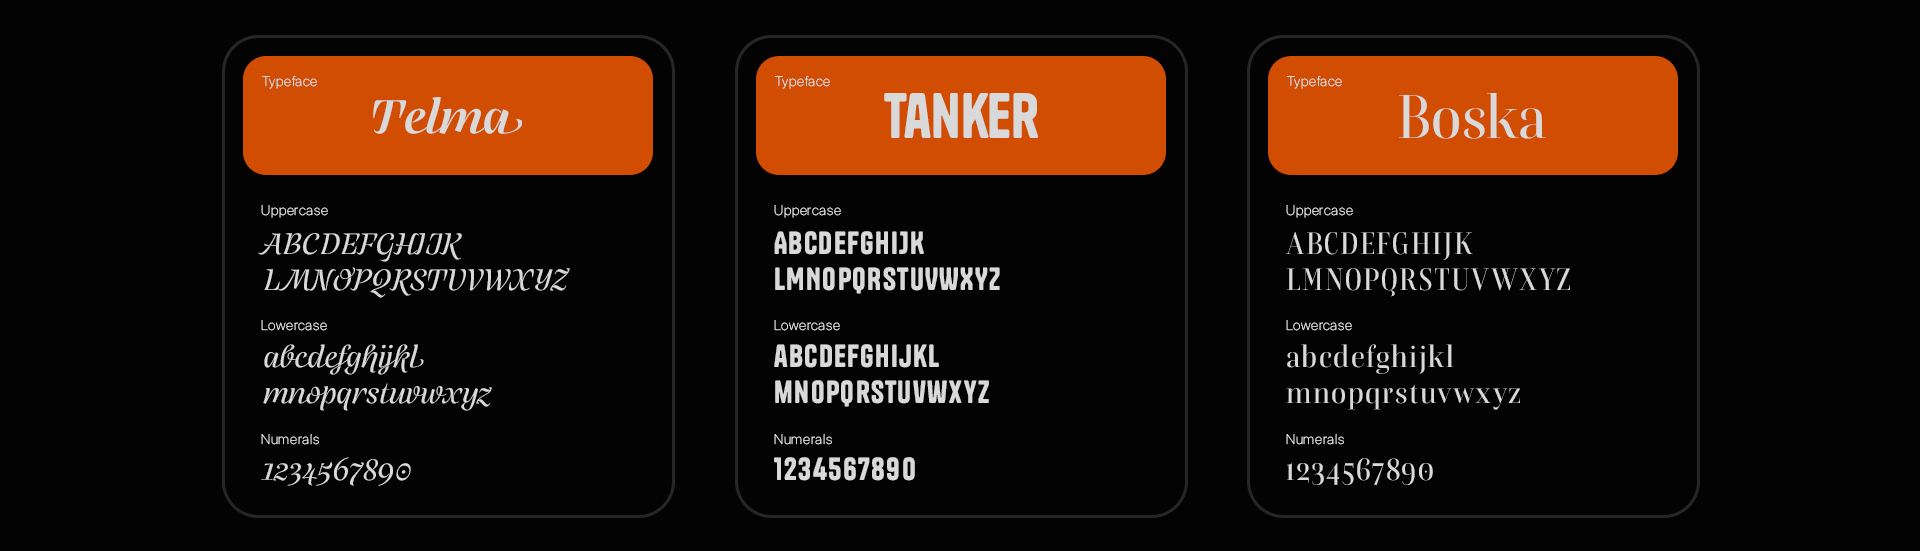 Typeface
Telma
Uppercase
ABCDEFGHIJK
LMNOPQRSTUVWXYZ
Lowercase
abcdefghijkl
mnopqrstuvwxyz
Numerals
1234567890
Typeface
TANKER
Uppercase
ABCDEFGHIJK
LMNOPQRSTUVWXYZ
Lowercase
ABCDEFGHIJKL
MNOPQRSTUVWXYZ
Numerals
1234567890
Typeface
Boska
Uppercase
ABCDEFGHIJK
LMNOPQRSTUVWXYZ
Lowercase
abcdefghijkl
mnopqrstuvwxyz
Numerals
1234567890